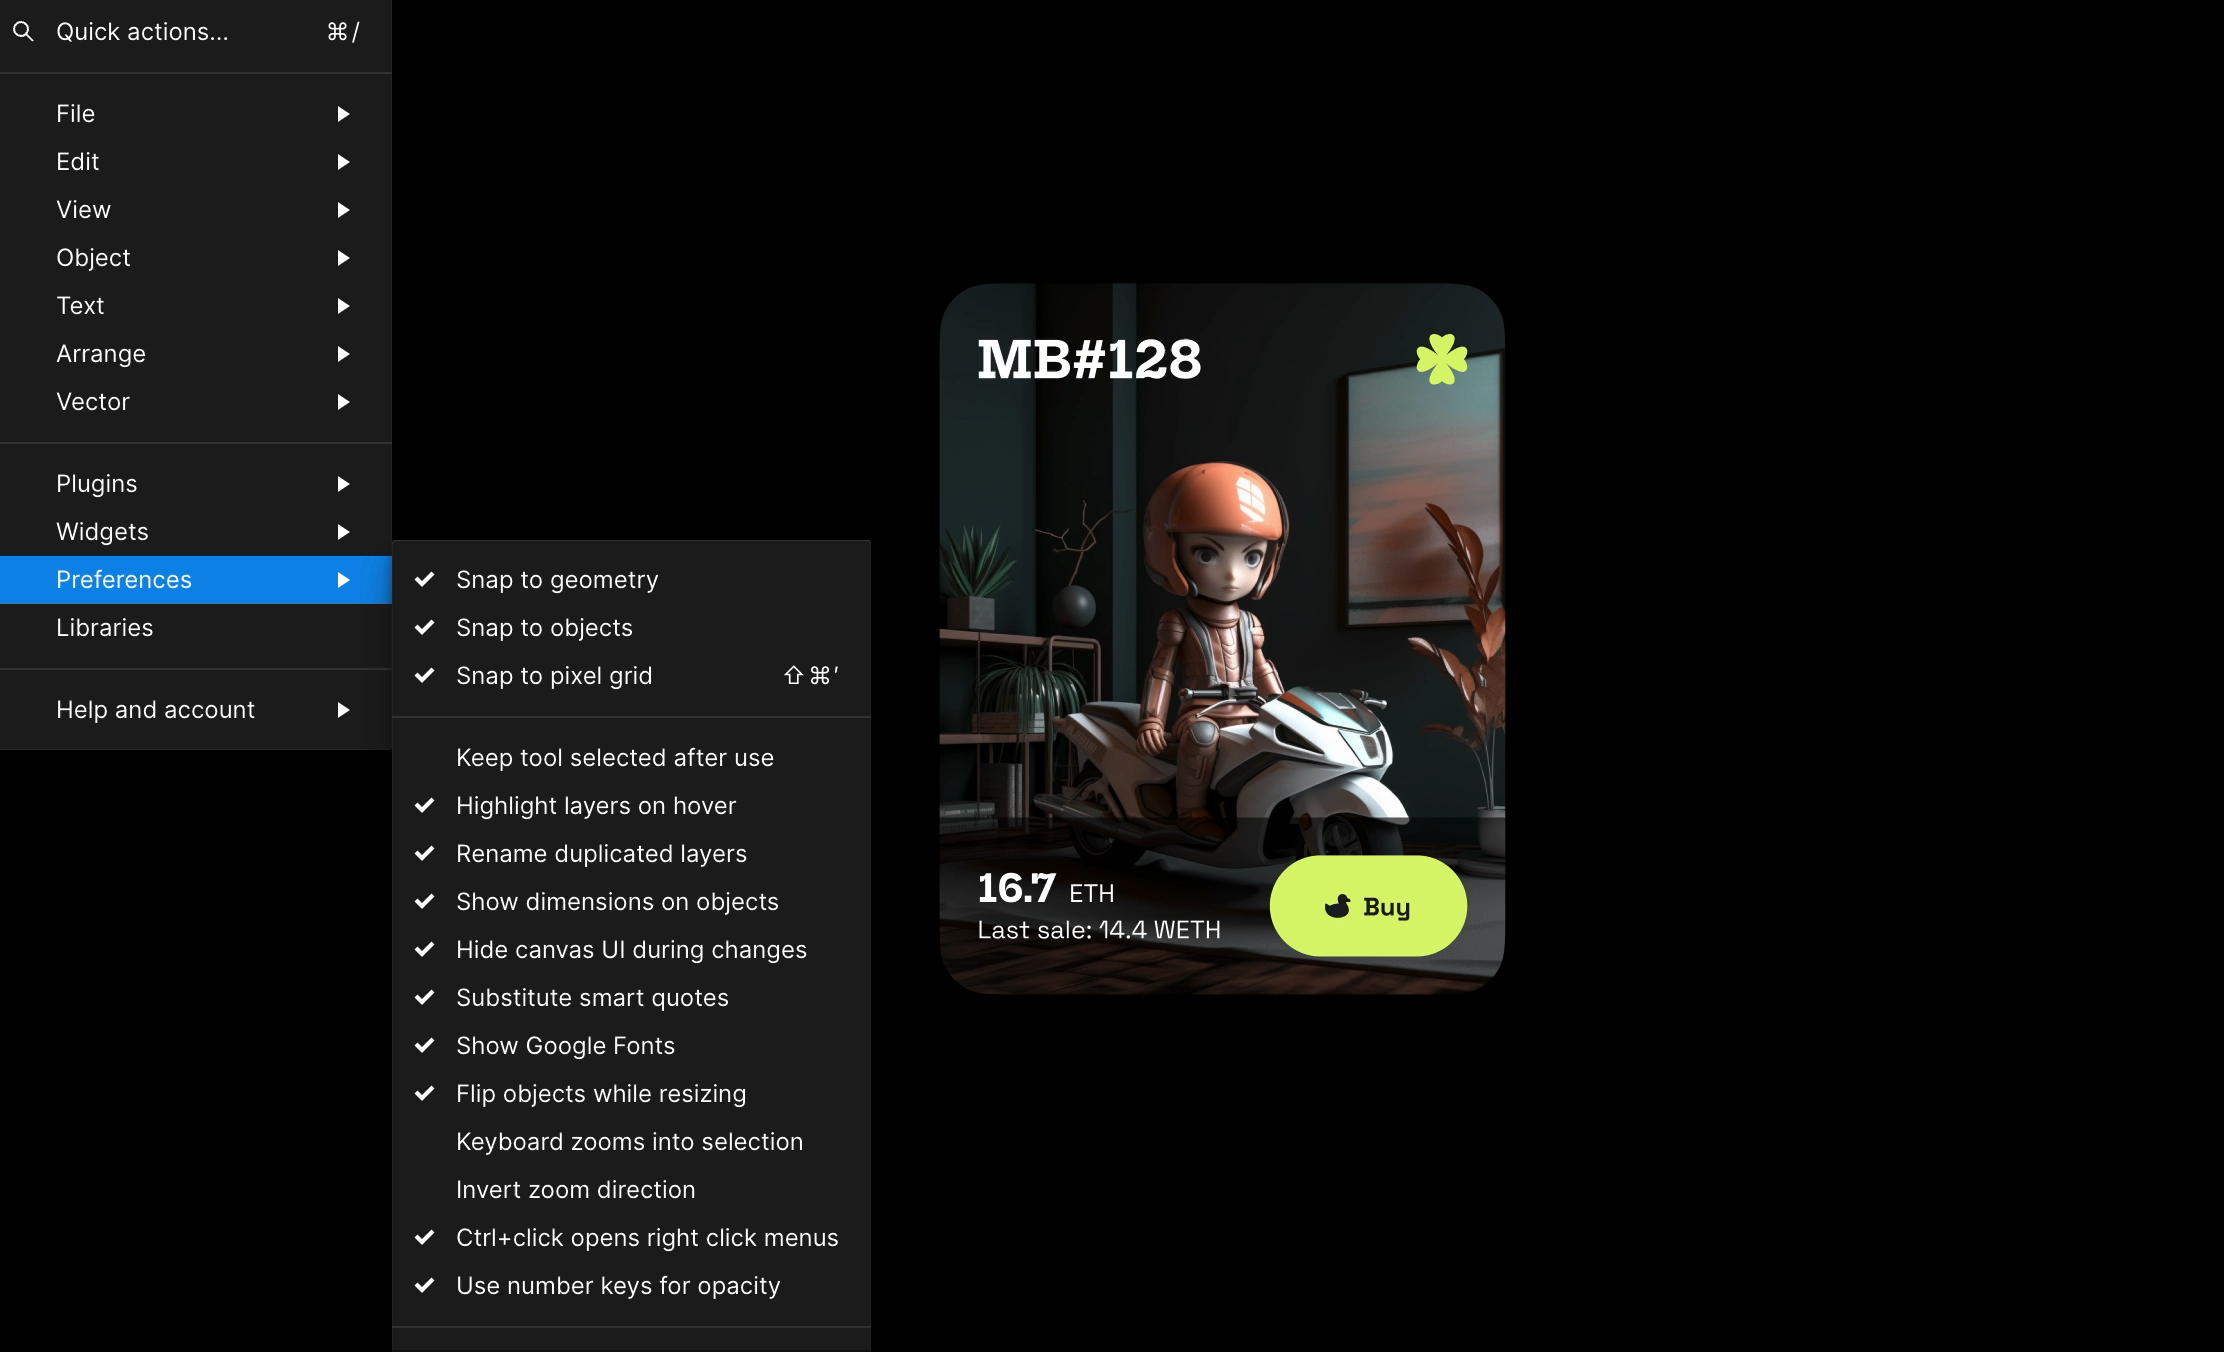 Quick actions... ⌘/
File
Edit
View
Object
Text
Arrange
Vector
Plugins
Widgets
Preferences
Libraries
Help and account
Snap to geometry
Snap to objects
Snap to pixel grid ⇧⌘'
Keep tool selected after use
Highlight layers on hover
Rename duplicated layers
Show dimensions on objects
Hide canvas UI during changes
Substitute smart quotes
Show Google Fonts
Flip objects while resizing
Keyboard zooms into selection
Invert zoom direction
Ctrl+click opens right click menus
Use number keys for opacity
MB#128
16.7 ETH
Last sale: 14.4 WETH
Buy